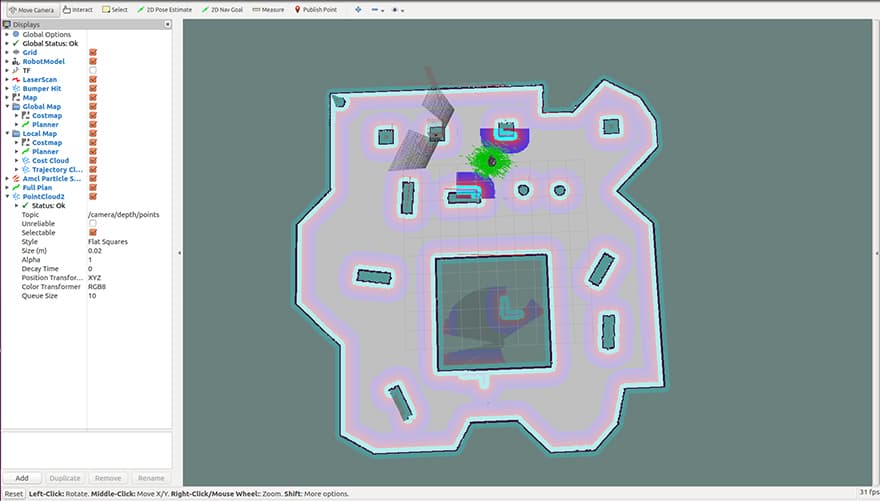 Move Camera Interact Select 2D Pose Estimate 2D Nav Goal Measure Publish Point
Displays
Global Options
Global Status: Ok
Grid
RobotModel
TF
LaserScan
Bumper Hit
Map
Global Map
Costmap
Planner
Local Map
Costmap
Planner
Cost Cloud
Trajectory Cl...
Amcl Particle S...
Full Plan
PointCloud2
Status: Ok
Topic /camera/depth/points
Unreliable
Selectable
Style Flat Squares
Size (m) 0.02
Alpha 1
Decay Time 0
Position Transfor... XYZ
Color Transformer RGB8
Queue Size 10
Add Duplicate Remove Rename
Reset Left-Click: Rotate. Middle-Click: Move X/Y. Right-Click/Mouse Wheel:: Zoom. Shift: More options. 31 fps